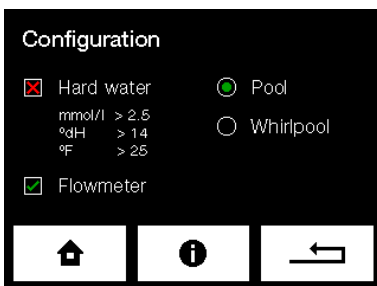 Configuration
Hard water
mmol/l > 2.5
°dH > 14
°F > 25
Flowmeter
Pool
Whirlpool